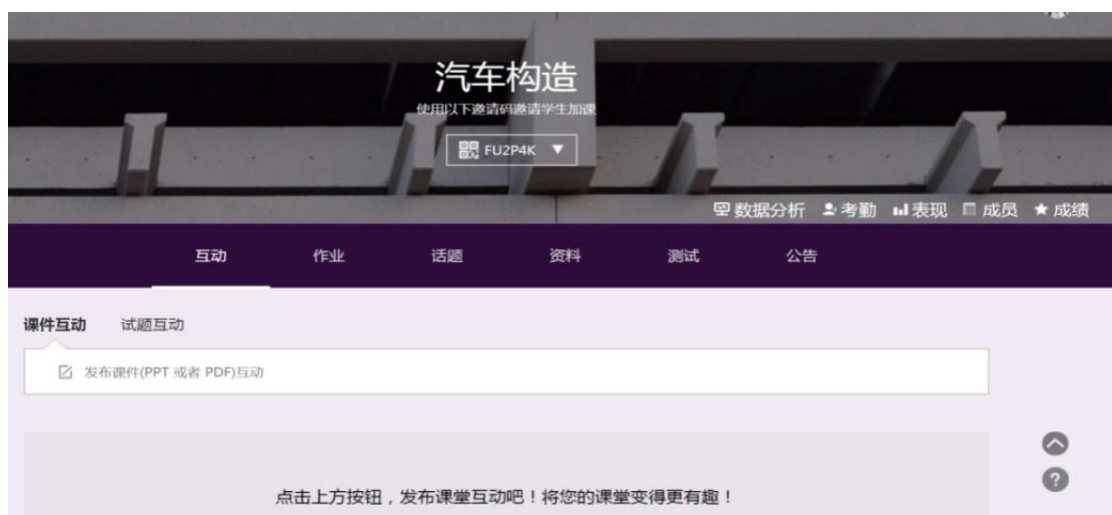 汽车构造
使用以下邀请码邀请学生加课
FU2P4K ▼
数据分析 考勤 表现 成员 ★ 成绩
互动 作业 话题 资料 测试 公告
课件互动 试题互动
发布课件(PPT 或者 PDF)互动
点击上方按钮，发布课堂互动吧！将您的课堂变得更有趣！
?